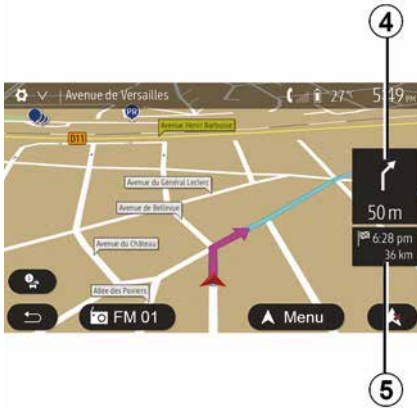 4
Avenue de Versailles
27°
5:49 PM
PR
D11
Avenue Henri Barbusse
Avenue du Général Leclerc
Avenue de Bellevue
Avenue du Château
Allée des Poiriers
50 m
6:28 pm
36 km
FM 01
Menu
5